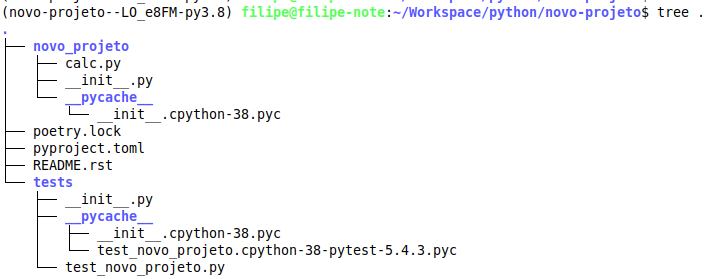 (novo-projeto--LO_e8FM-py3.8) filipe@filipe-note:~/Workspace/python/novo-projeto$ tree .
.
├── novo_projeto
│   ├── calc.py
│   ├── __init__.py
│   └── __pycache__
│       └── __init__.cpython-38.pyc
├── poetry.lock
├── pyproject.toml
├── README.rst
└── tests
    ├── __init__.py
    ├── __pycache__
    │   ├── __init__.cpython-38.pyc
    │   └── test_novo_projeto.cpython-38-pytest-5.4.3.pyc
    └── test_novo_projeto.py